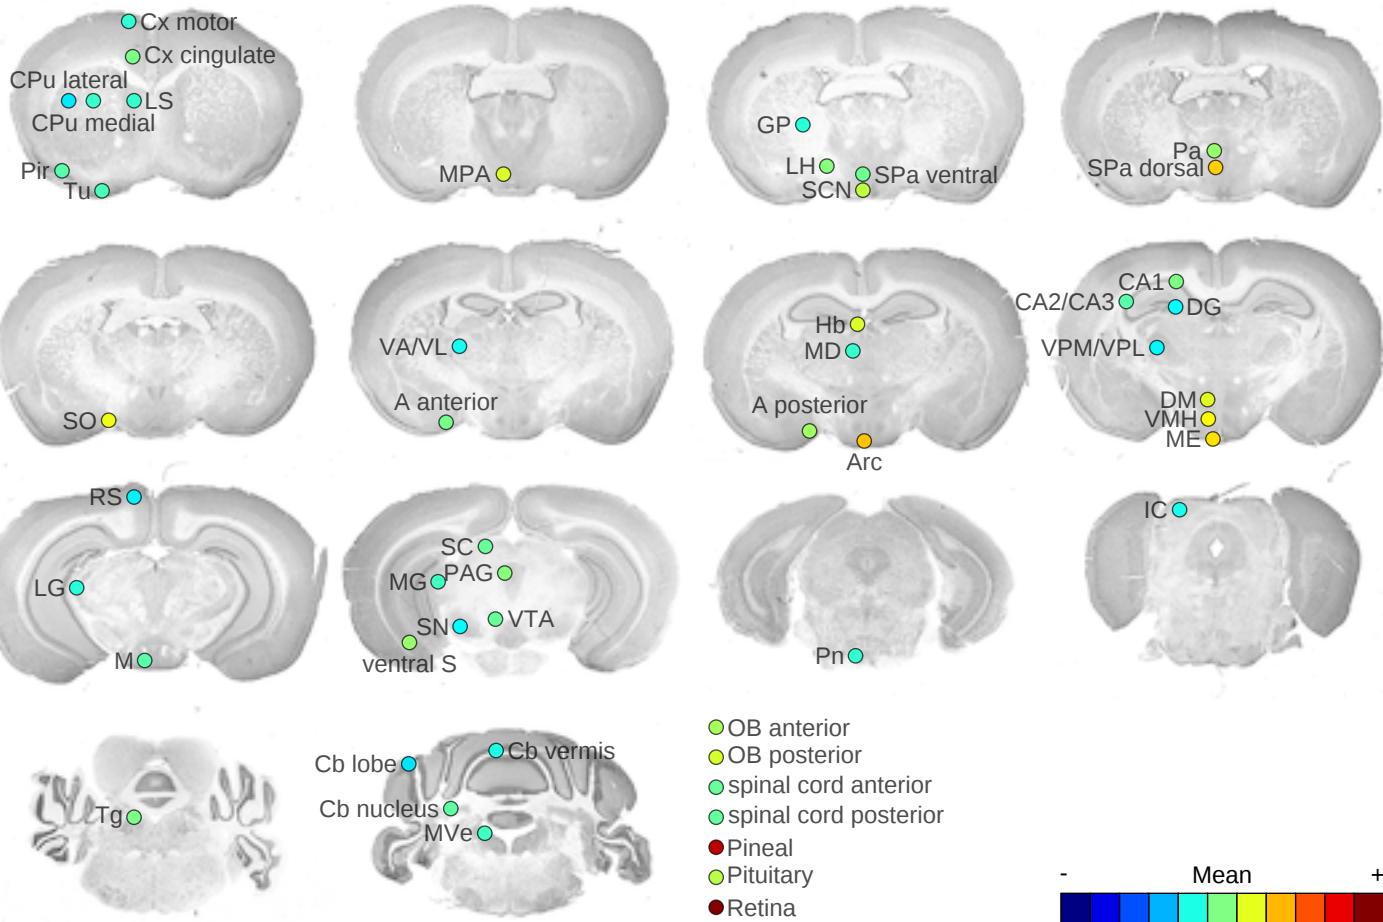 Cx motor
Cx cingulate
CPu lateral
LS
CPu medial
Pir
Tu
MPA
GP
LH
SPa ventral
SCN
Pa
SPa dorsal
SO
VA/VL
A anterior
Hb
MD
A posterior
Arc
CA1
CA2/CA3
DG
VPM/VPL
DM
VMH
ME
RS
LG
M
SC
MG
PAG
SN
VTA
ventral S
Pn
IC
Tg
Cb lobe
Cb vermis
Cb nucleus
MVe
OB anterior
OB posterior
spinal cord anterior
spinal cord posterior
Pineal
Pituitary
Retina
- Mean +